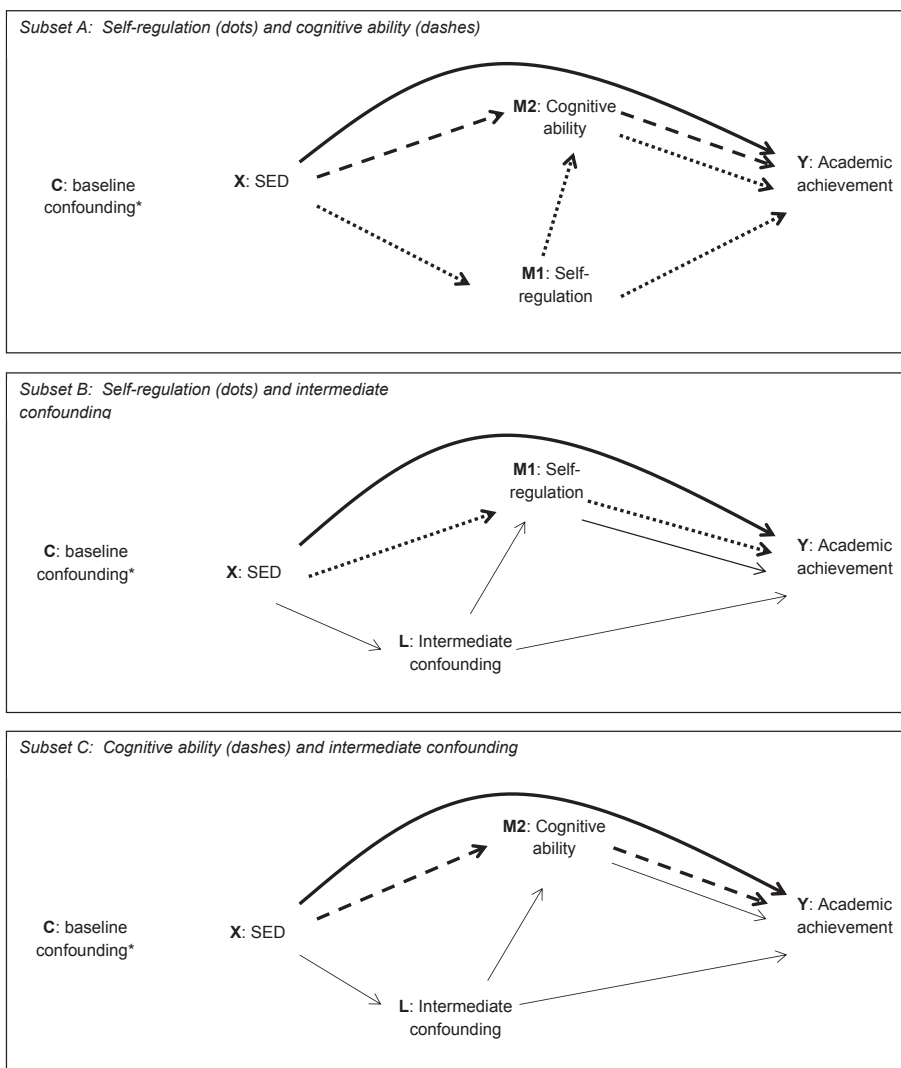 Subset A: Self-regulation (dots) and cognitive ability (dashes)
M2: Cognitive
ability
X: SED
C: baseline
confounding*
Y: Academic
achievement
M1: Self-
regulation
Subset B: Self-regulation (dots) and intermediate
confounding
M1: Self-
regulation
C: baseline
confounding*
X: SED
Y: Academic
achievement
L: Intermediate
confounding
Subset C: Cognitive ability (dashes) and intermediate confounding
M2: Cognitive
ability
C: baseline
confounding*
X: SED
Y: Academic
achievement
L: Intermediate
confounding